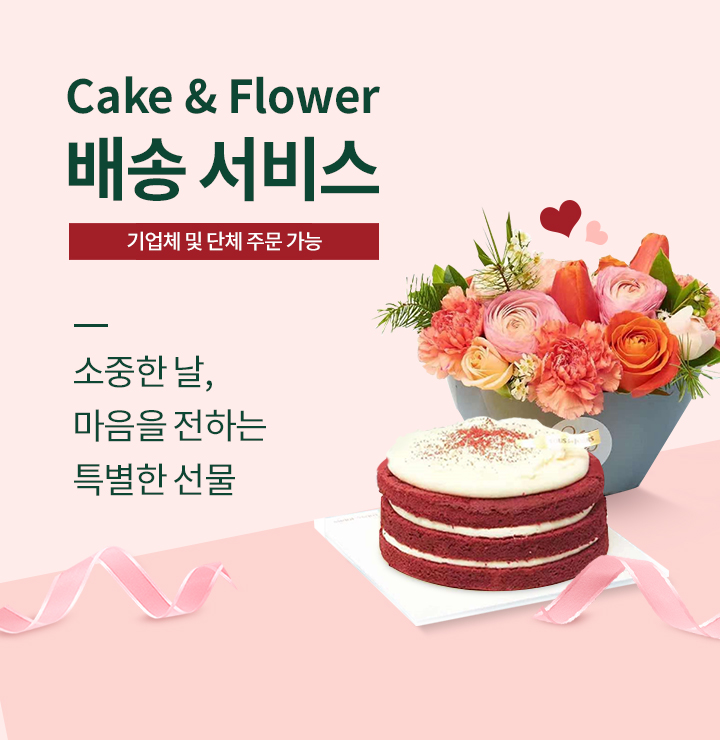 Cake & Flower
배송 서비스
기업체 및 단체 주문 가능
소중한 날,
마음을 전하는
특별한 선물